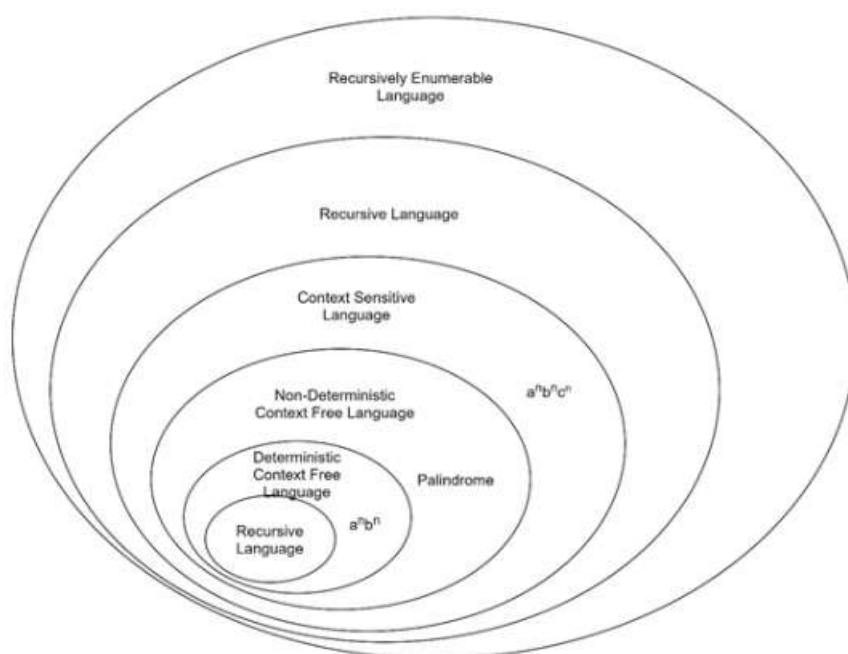 Recursively Enumerable
Language
Recursive Language
Context Sensitive
Language
aⁿbⁿcⁿ
Non-Deterministic
Context Free Language
Deterministic
Context Free
Language
Palindrome
aⁿbⁿ
Recursive
Language